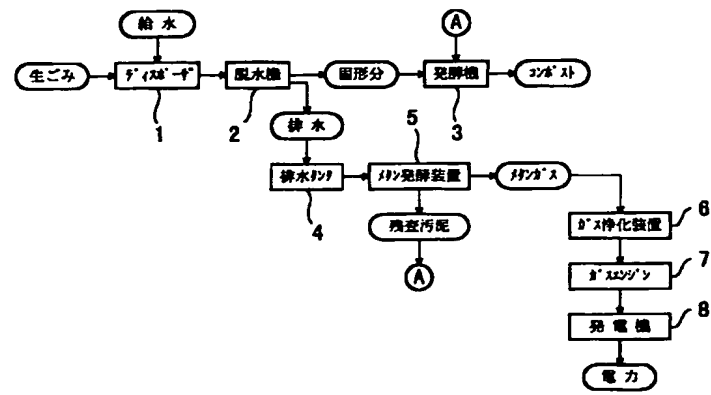 給水
A
生ごみ
ディスポーザ
脱水機
固形分
発酵機
コンポスト
1
2
3
排水
5
排水タンク
メタン発酵装置
メタンガス
4
6
残査汚泥
ガス浄化装置
A
7
ガスエンジン
8
発電機
電力